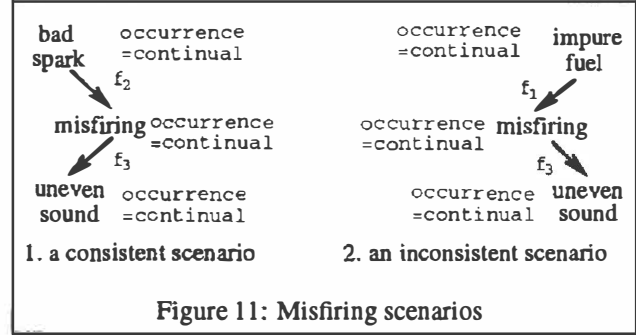 bad spark
occurrence
=continual
f2
misfiring
occurrence
=continual
f3
uneven sound
occurrence
=continual
1. a consistent scenario
occurrence
=continual
impure fuel
f1
occurrence
=continual
misfiring
f3
occurrence
=continual
uneven sound
2. an inconsistent scenario
Figure 11: Misfiring scenarios